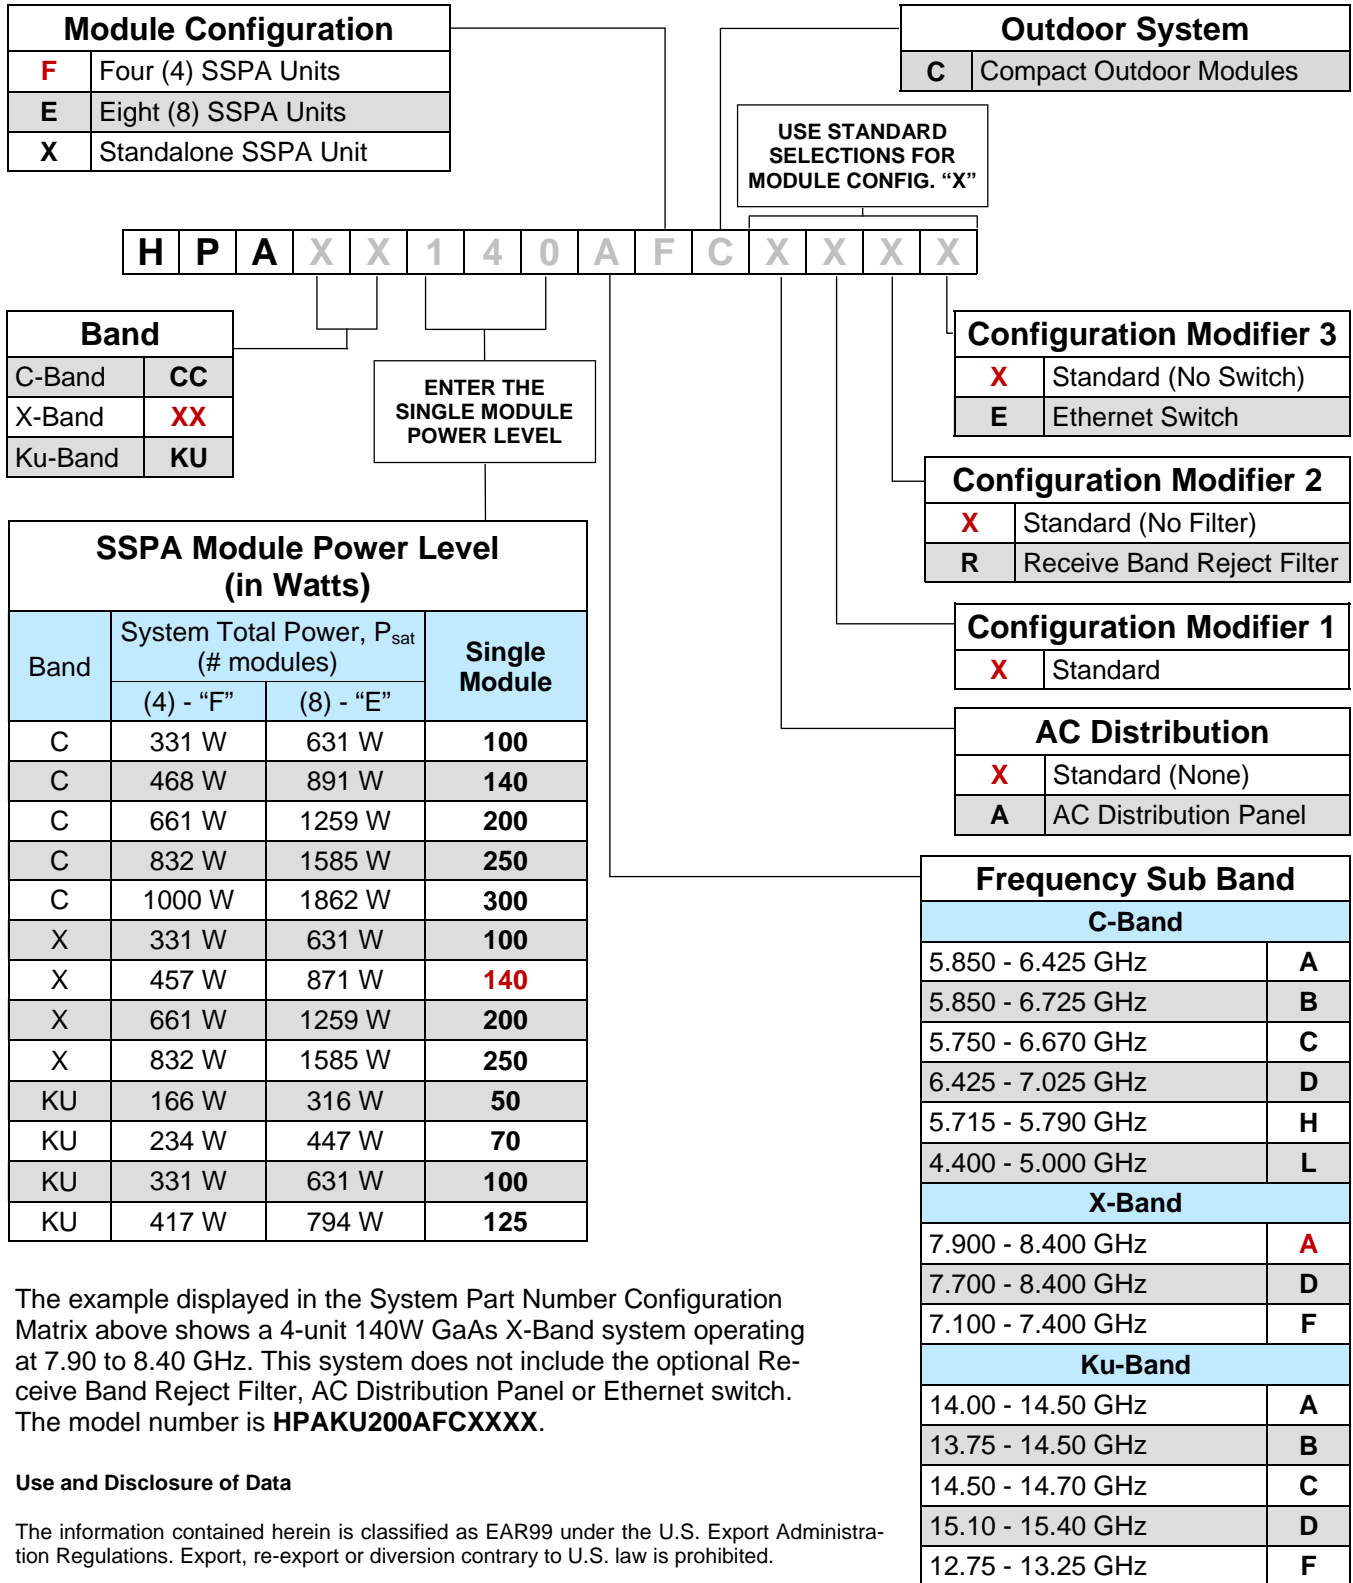 Module Configuration
F Four (4) SSPA Units
E Eight (8) SSPA Units
X Standalone SSPA Unit
Outdoor System
C Compact Outdoor Modules
USE STANDARD
SELECTIONS FOR
MODULE CONFIG. “X”
H P A X X 1 4 0 A F C X X X X
Band
C-Band CC
X-Band XX
Ku-Band KU
ENTER THE
SINGLE MODULE
POWER LEVEL
Configuration Modifier 3
X Standard (No Switch)
E Ethernet Switch
Configuration Modifier 2
X Standard (No Filter)
R Receive Band Reject Filter
Configuration Modifier 1
X Standard
AC Distribution
X Standard (None)
A AC Distribution Panel
SSPA Module Power Level
(in Watts)
Band System Total Power, Psat
(# modules) Single
Module
(4) - “F” (8) - “E”
C 331 W 631 W 100
C 468 W 891 W 140
C 661 W 1259 W 200
C 832 W 1585 W 250
C 1000 W 1862 W 300
X 331 W 631 W 100
X 457 W 871 W 140
X 661 W 1259 W 200
X 832 W 1585 W 250
KU 166 W 316 W 50
KU 234 W 447 W 70
KU 331 W 631 W 100
KU 417 W 794 W 125
Frequency Sub Band
C-Band
5.850 - 6.425 GHz A
5.850 - 6.725 GHz B
5.750 - 6.670 GHz C
6.425 - 7.025 GHz D
5.715 - 5.790 GHz H
4.400 - 5.000 GHz L
X-Band
7.900 - 8.400 GHz A
7.700 - 8.400 GHz D
7.100 - 7.400 GHz F
Ku-Band
14.00 - 14.50 GHz A
13.75 - 14.50 GHz B
14.50 - 14.70 GHz C
15.10 - 15.40 GHz D
12.75 - 13.25 GHz F
The example displayed in the System Part Number Configuration
Matrix above shows a 4-unit 140W GaAs X-Band system operating
at 7.90 to 8.40 GHz. This system does not include the optional Re-
ceive Band Reject Filter, AC Distribution Panel or Ethernet switch.
The model number is HPAKU200AFCXXXX.
Use and Disclosure of Data
The information contained herein is classified as EAR99 under the U.S. Export Administra-
tion Regulations. Export, re-export or diversion contrary to U.S. law is prohibited.